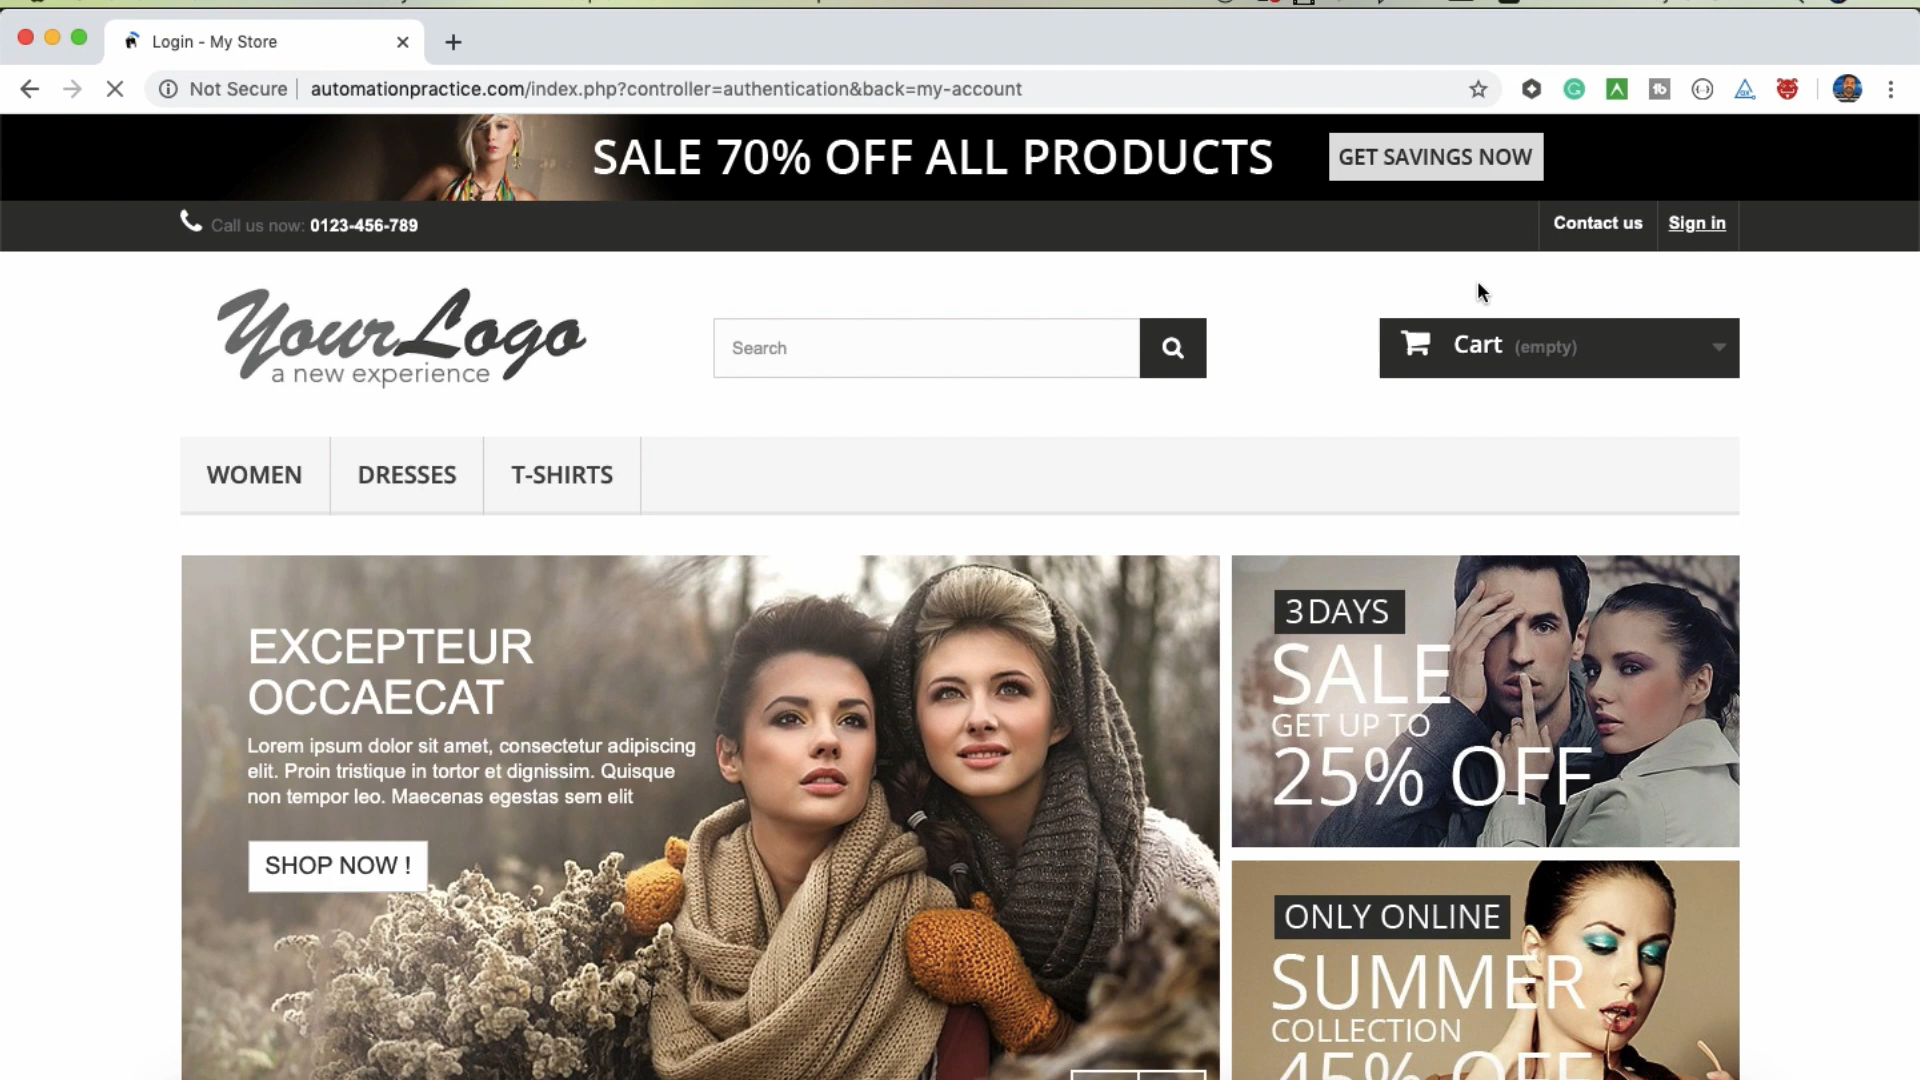 Login - My Store
Not Secure automationpractice.com/index.php?controller=authentication&back=my-account
SALE 70% OFF ALL PRODUCTS GET SAVINGS NOW
Call us now: 0123-456-789 Contact us Sign in
Your Logo
a new experience
Search
Cart (empty)
WOMEN DRESSES T-SHIRTS
EXCEPTEUR
OCCAECAT
Lorem ipsum dolor sit amet, consectetur adipiscing
elit. Proin tristique in tortor et dignissim. Quisque
non tempor leo. Maecenas egestas sem elit
SHOP NOW !
3 DAYS
SALE
GET UP TO
25% OFF
ONLY ONLINE
SUMMER
COLLECTION
45% OFF